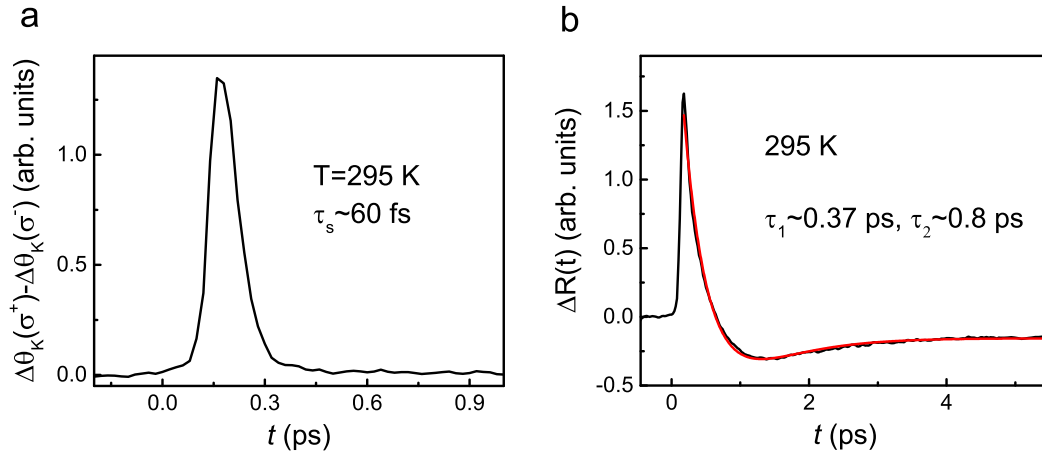 a
Δθ_K(σ⁺)-Δθ_K(σ⁻) (arb. units)
1.0
0.5
0.0
T=295 K
τ_s~60 fs
0.0 0.3 0.6 0.9
t (ps)
b
ΔR(t) (arb. units)
1.5
1.0
0.5
0.0
-0.5
295 K
τ₁~0.37 ps, τ₂~0.8 ps
0 2 4
t (ps)